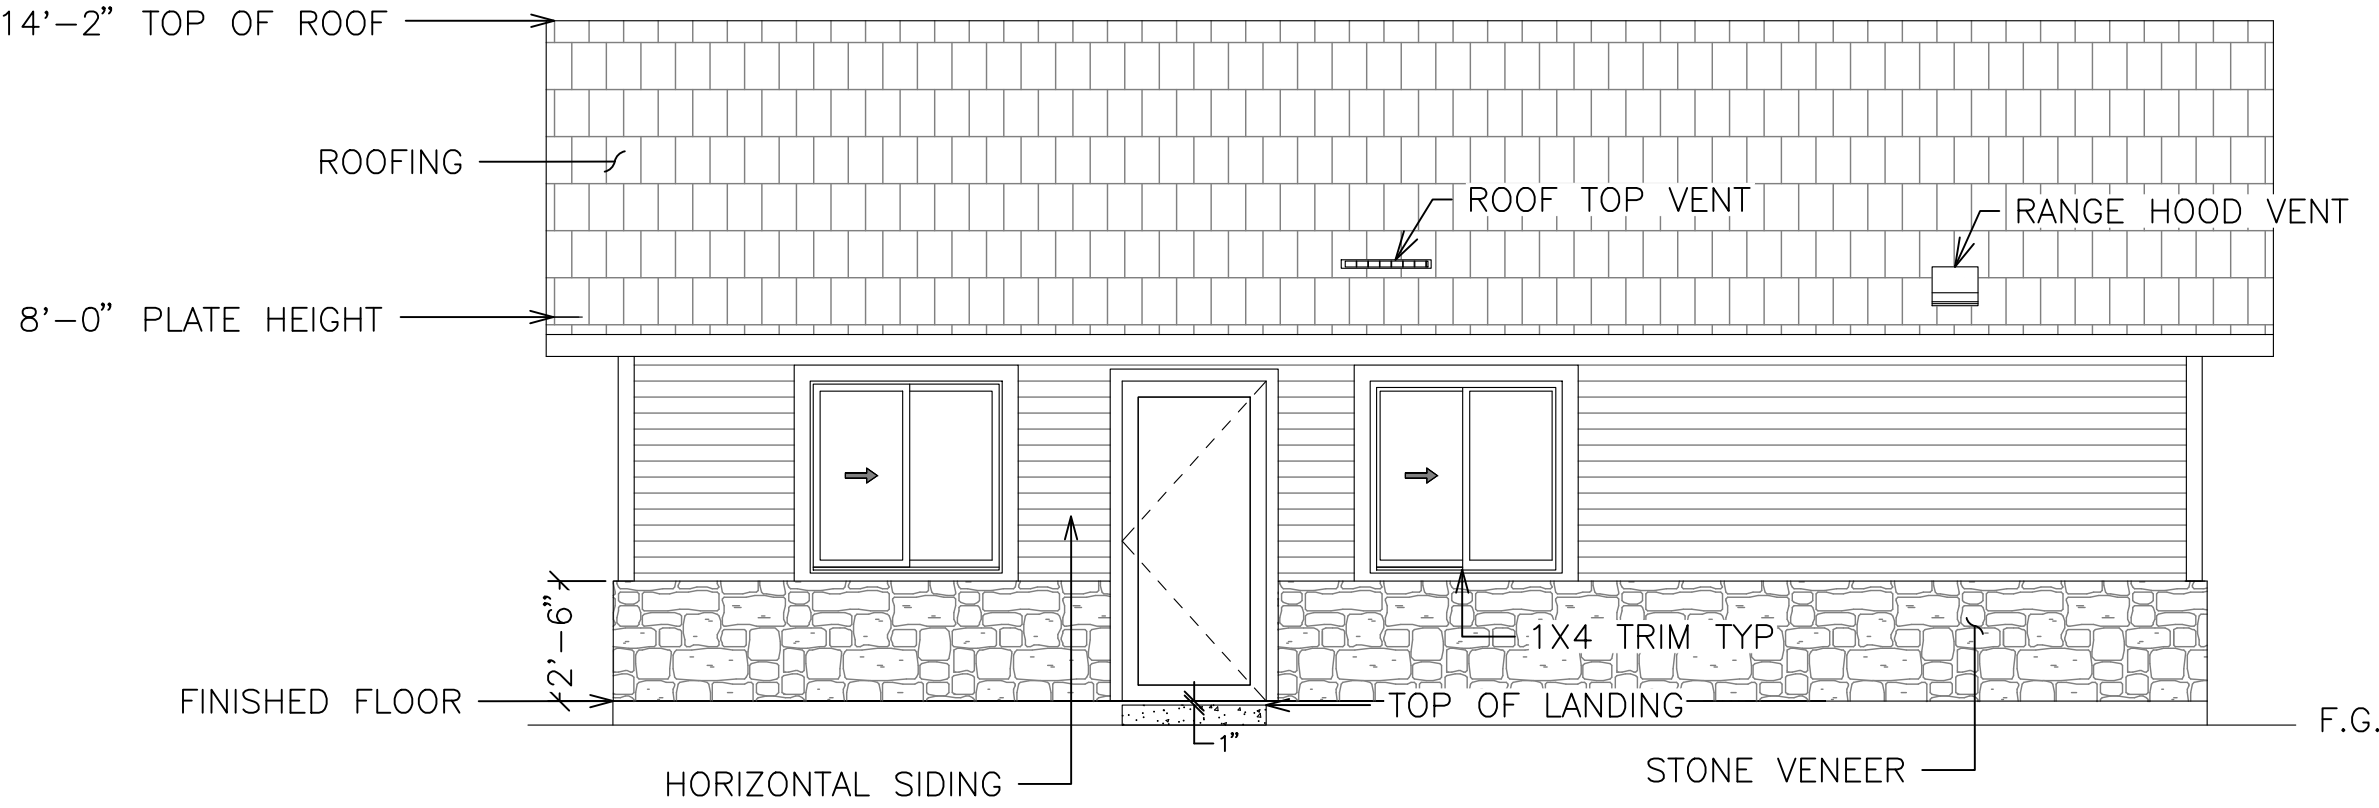 14'-2" TOP OF ROOF
ROOFING
ROOF TOP VENT
RANGE HOOD VENT
8'-0" PLATE HEIGHT
2'-6"
1X4 TRIM TYP
FINISHED FLOOR
TOP OF LANDING
F.G.
1"
STONE VENEER
HORIZONTAL SIDING